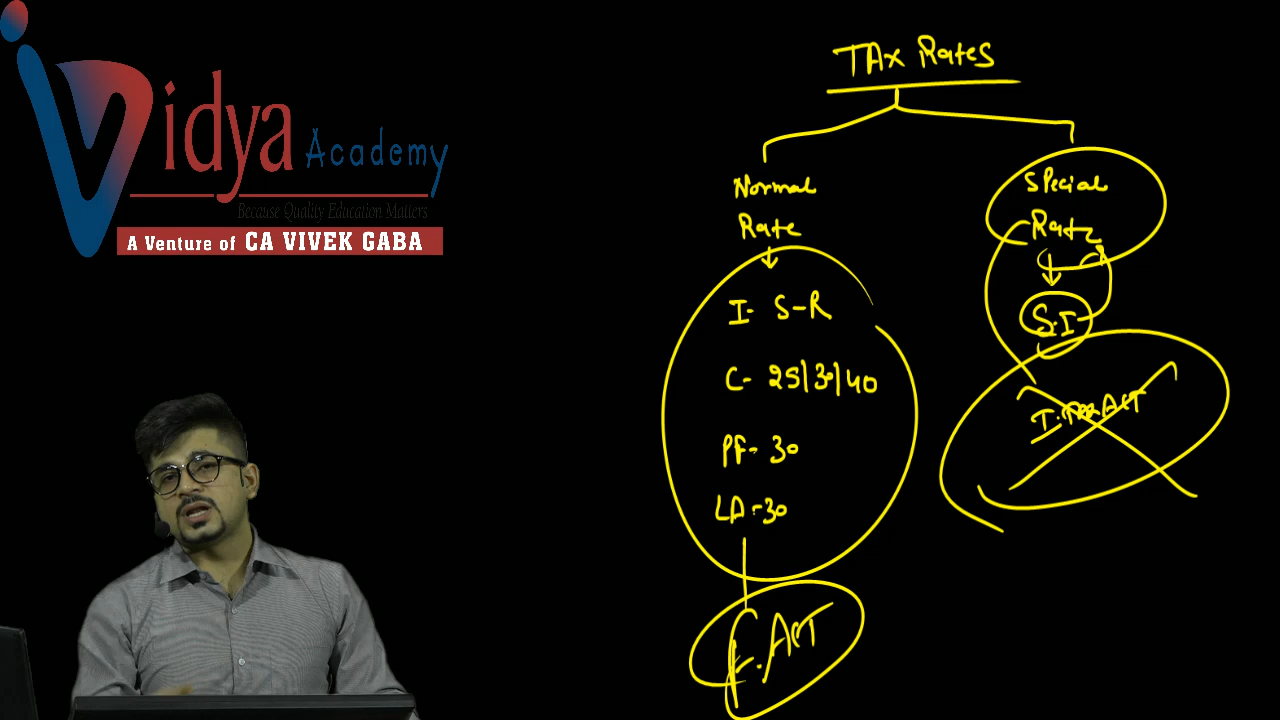 Vidya Academy
Because Quality Education Matters
A Venture of CA VIVEK GABA
TAx Rates
Normal
Rate
I- S-R
C- 25/30/40
PF- 30
LA-30
F. ACT
Special
Rate
S.I
I. ACT